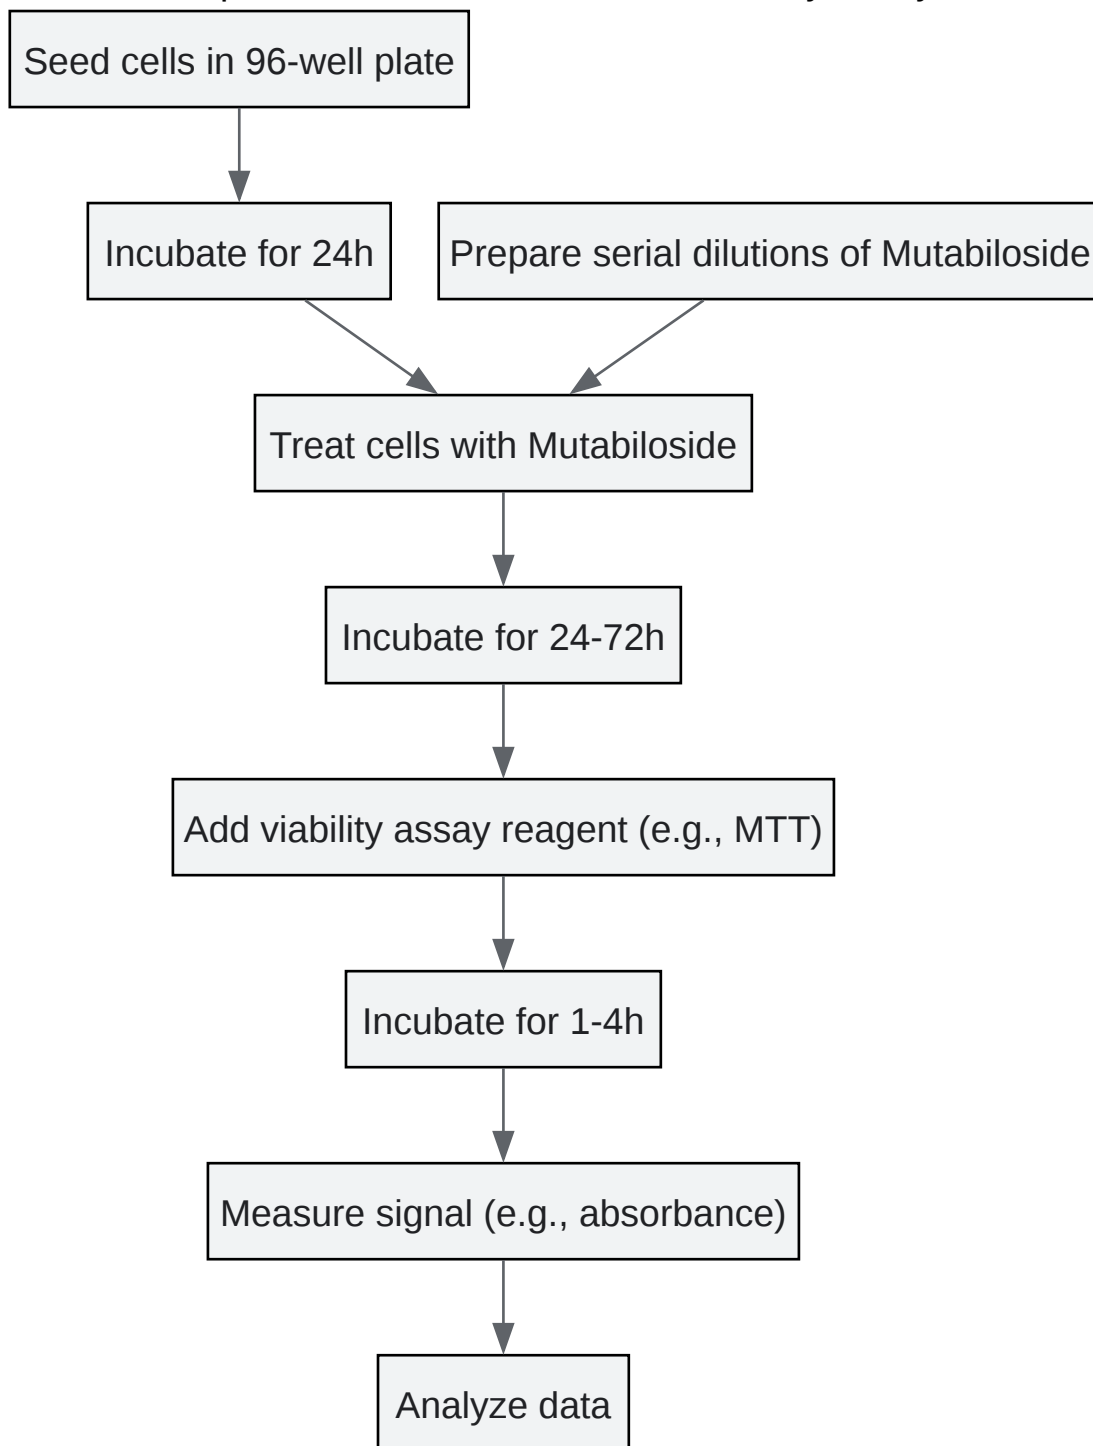 Seed cells in 96-well plate
Incubate for 24h
Prepare serial dilutions of Mutabiloside
Treat cells with Mutabiloside
Incubate for 24-72h
Add viability assay reagent (e.g., MTT)
Incubate for 1-4h
Measure signal (e.g., absorbance)
Analyze data